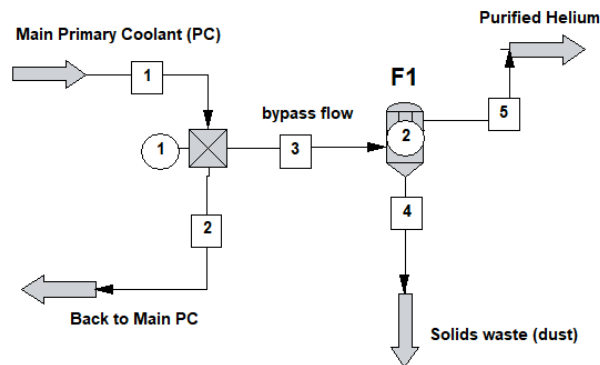 Purified Helium
Main Primary Coolant (PC)
1
F1
5
bypass flow
1
3
2
4
2
Back to Main PC
Solids waste (dust)